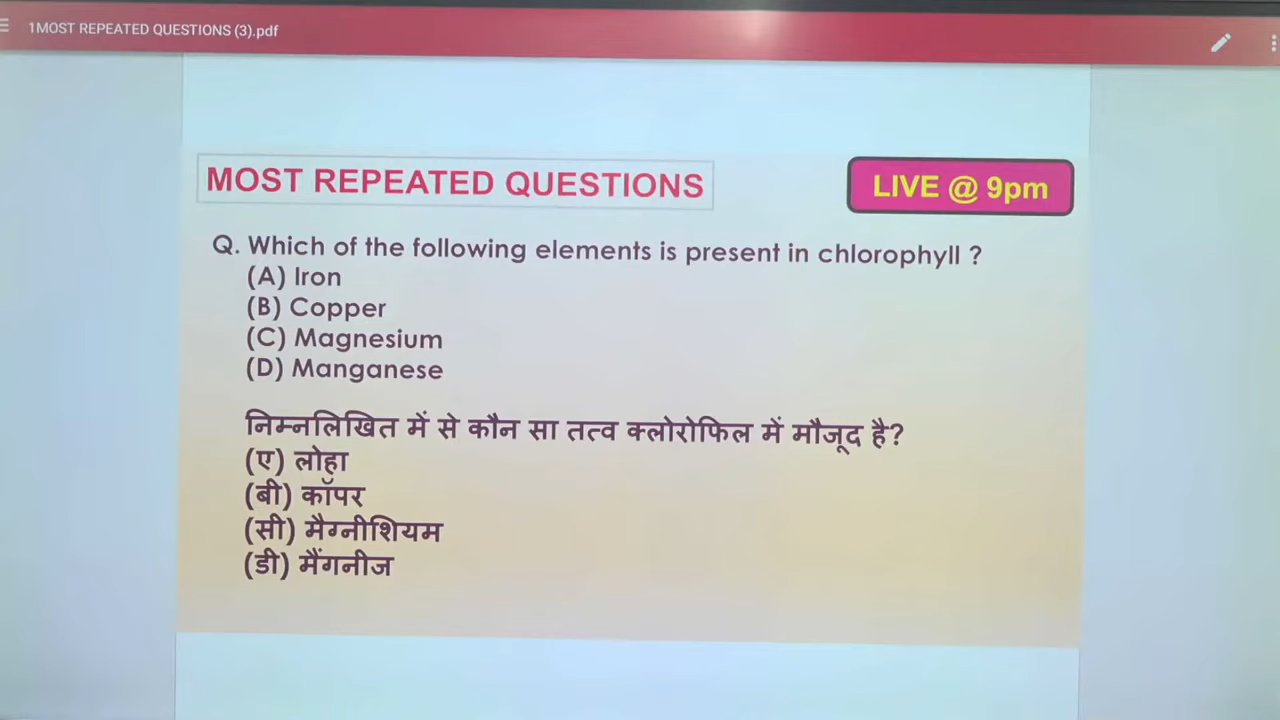 1MOST REPEATED QUESTIONS (3).pdf
MOST REPEATED QUESTIONS
LIVE @ 9pm
Q. Which of the following elements is present in chlorophyll ?
(A) Iron
(B) Copper
(C) Magnesium
(D) Manganese
निम्नलिखित में से कौन सा तत्व क्लोरोफिल में मौजूद है?
(ए) लोहा
(बी) कॉपर
(सी) मैग्नीशियम
(डी) मैंगनीज